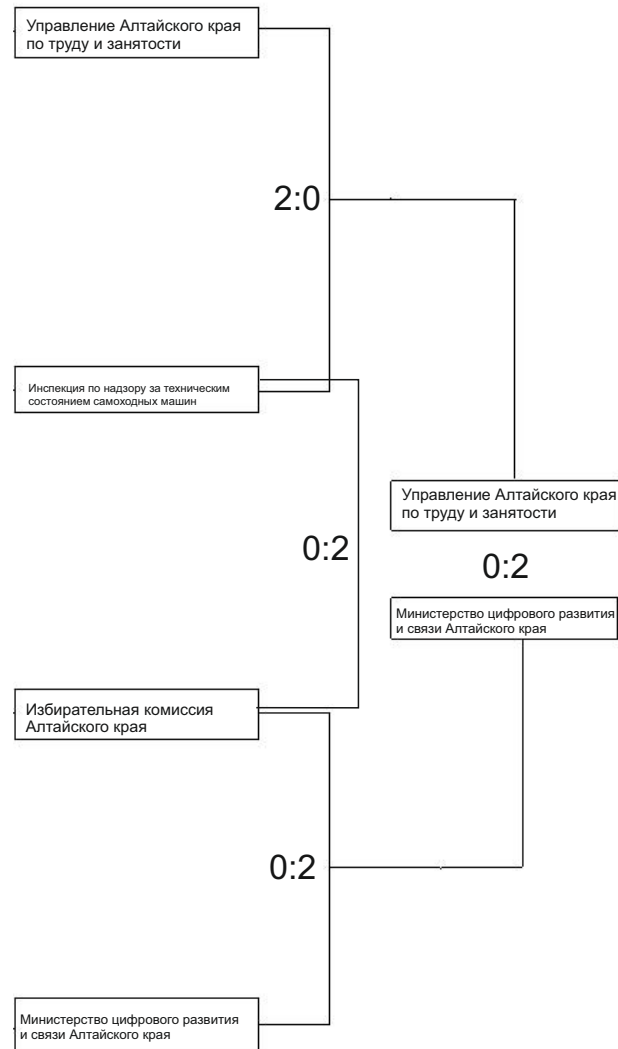 Управление Алтайского края
по труду и занятости
2:0
Инспекция по надзору за техническим
состоянием самоходных машин
Управление Алтайского края
по труду и занятости
0:2
0:2
Министерство цифрового развития
и связи Алтайского края
Избирательная комиссия
Алтайского края
0:2
Министерство цифрового развития
и связи Алтайского края